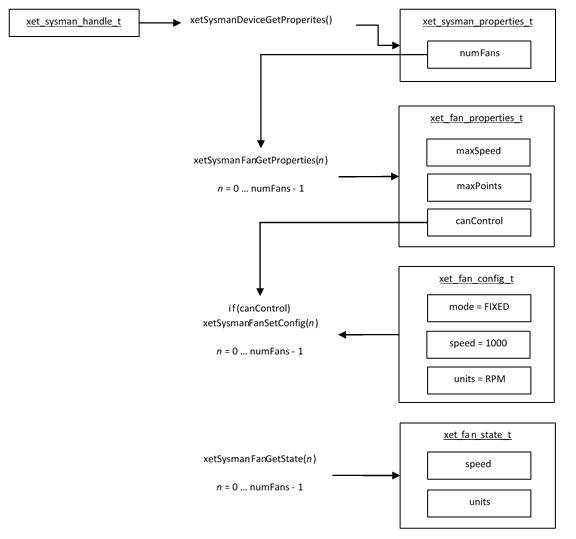 xet_sysman_handle_t
xetSysmanDeviceGetProperites()
xet_sysman_properties_t
numFans
xetSysmanFanGetProperties(n)
n = 0 ... numFans - 1
xet_fan_properties_t
maxSpeed
maxPoints
canControl
if(canControl)
xetSysmanFanSetConfig(n)
n = 0 ... numFans - 1
xet_fan_config_t
mode = FIXED
speed = 1000
units = RPM
xetSysmanFanGetState(n)
n = 0 ... numFans - 1
xet_fan_state_t
speed
units